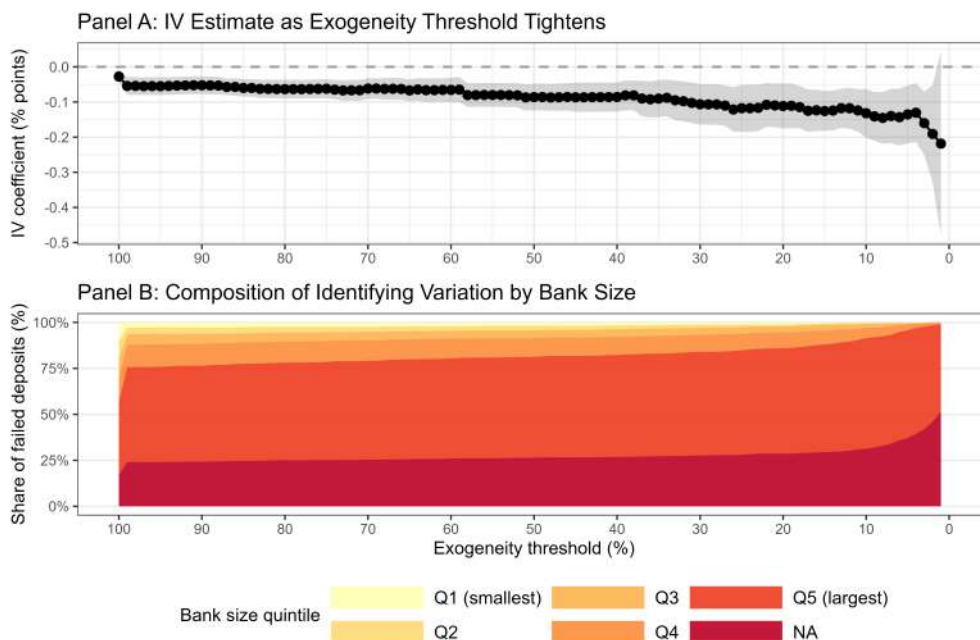 Panel A: IV Estimate as Exogeneity Threshold Tightens
IV coefficient (% points)
0.0
-0.1
-0.2
-0.3
-0.4
-0.5
100 90 80 70 60 50 40 30 20 10 0
Panel B: Composition of Identifying Variation by Bank Size
Share of failed deposits (%)
100%
75%
50%
25%
0%
100 90 80 70 60 50 40 30 20 10 0
Exogeneity threshold (%)
Bank size quintile
Q1 (smallest) Q3 Q5 (largest)
Q2 Q4 NA